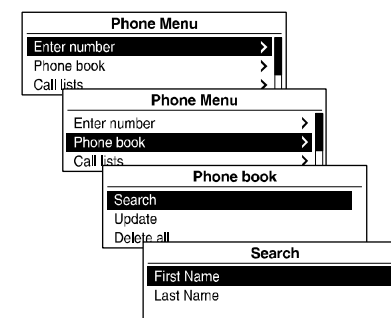 Phone Menu
Enter number >
Phone book >
Call lists >
Phone Menu
Enter number >
Phone book >
Call lists >
Phone book
Search
Update
Delete all
Search
First Name
Last Name